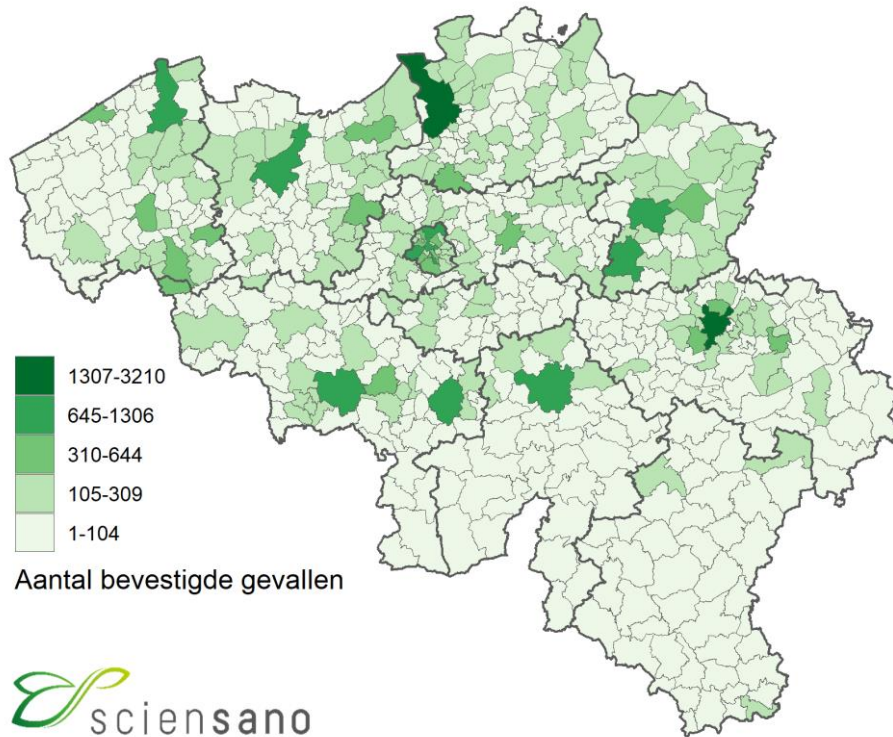 1307-3210
645-1306
310-644
105-309
1-104
Aantal bevestigde gevallen
sciensano